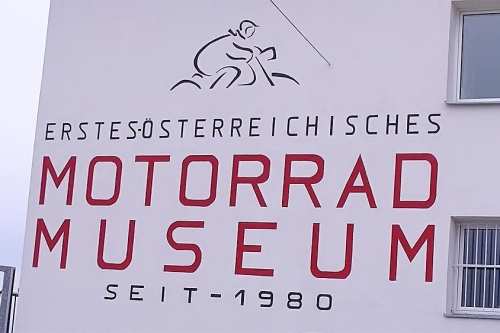 ERSTES-ÖSTERREICHISCHES
MOTORRAD
MUSEUM
SEIT-1980